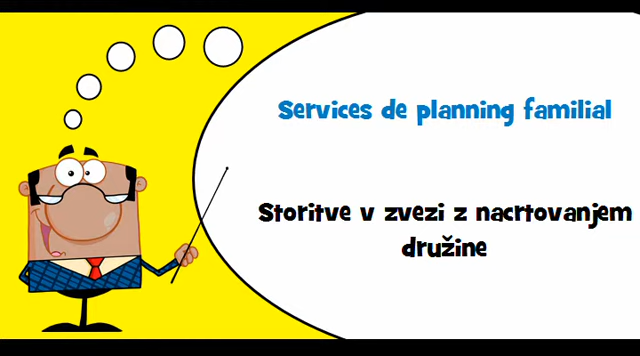 Services de planning familial
Storitve v zvezi z nacrtovanjem
družine